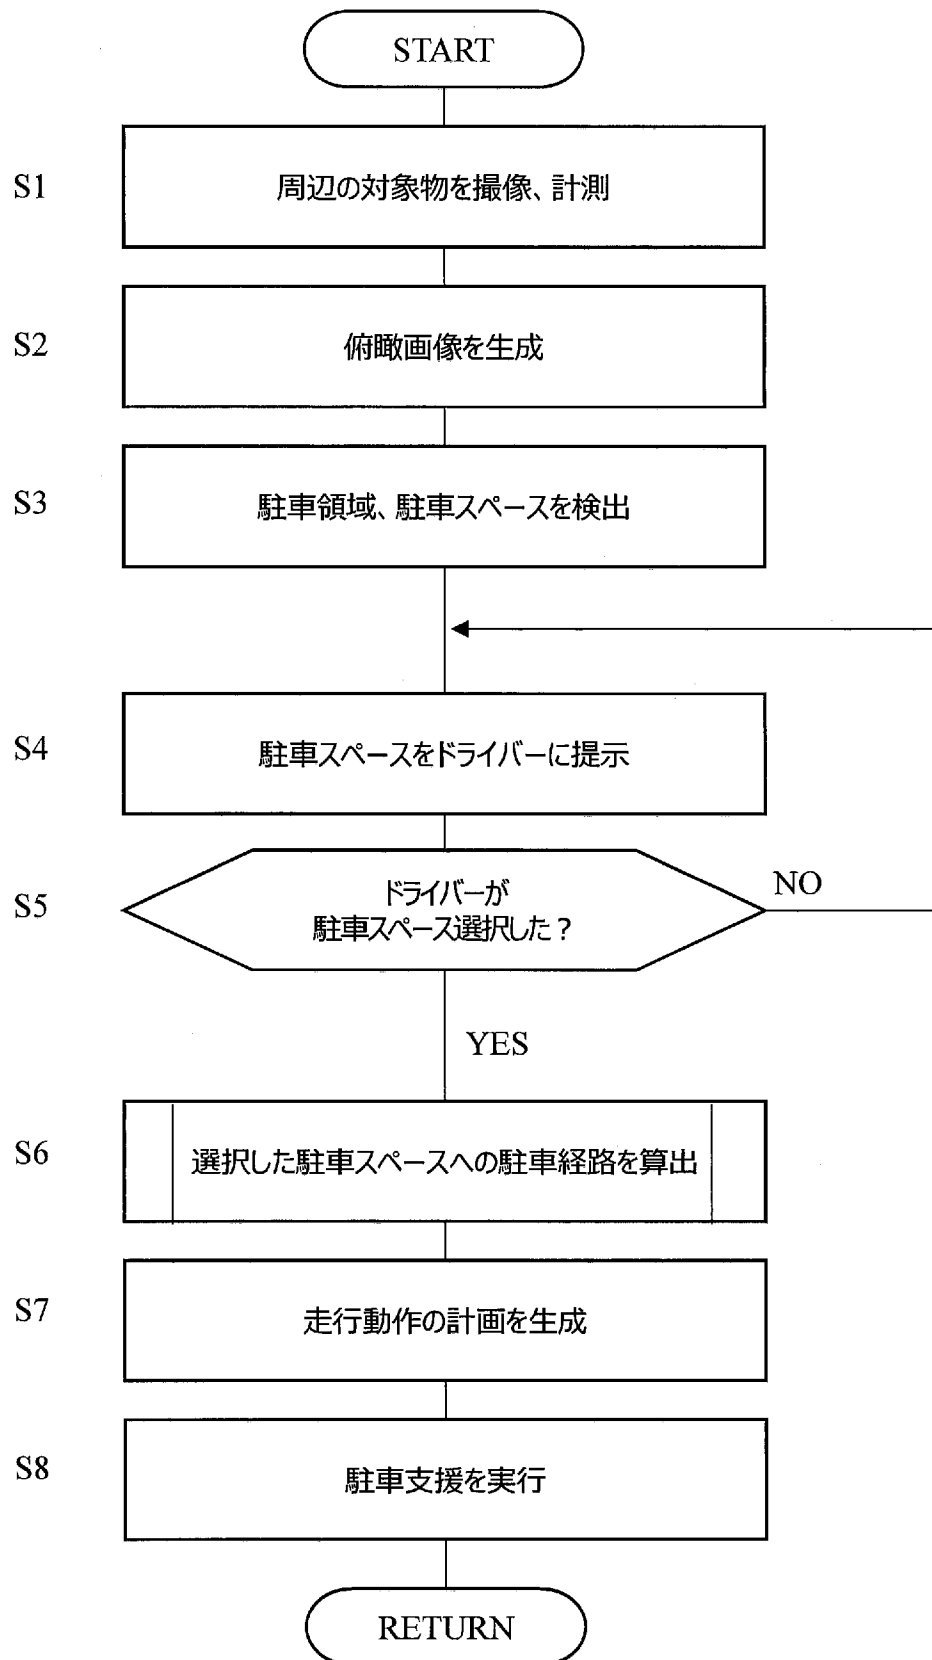 START
S1
周辺の対象物を撮像、計測
S2
俯瞰画像を生成
S3
駐車領域、駐車スペースを検出
S4
駐車スペースをドライバーに提示
S5
ドライバーが
駐車スペース選択した？
NO
YES
S6
選択した駐車スペースへの駐車経路を算出
S7
走行動作の計画を生成
S8
駐車支援を実行
RETURN